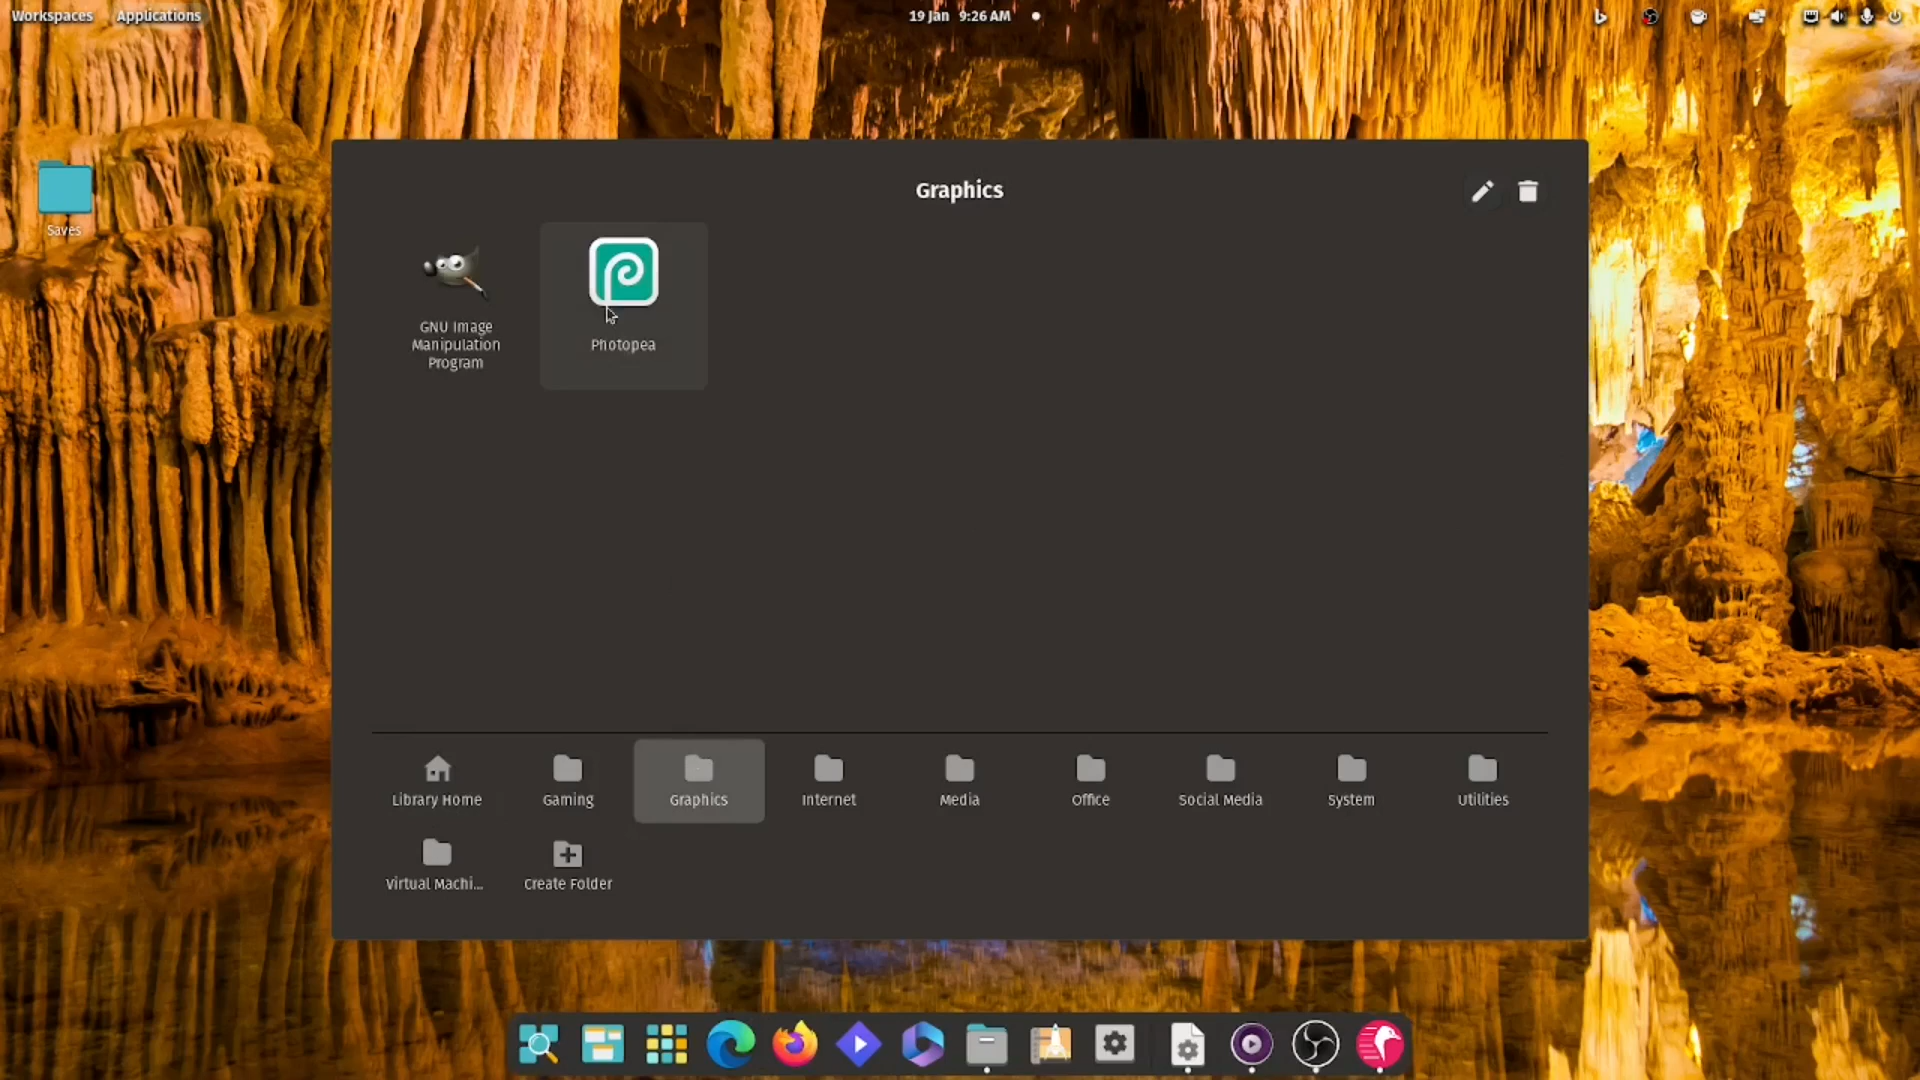 Workspaces Applications 19 Jan 9:26 AM
Saves
Graphics
GNU Image
Manipulation
Program
Photopea
Library Home Gaming Graphics Internet Media Office Social Media System Utilities
Virtual Machi... Create Folder